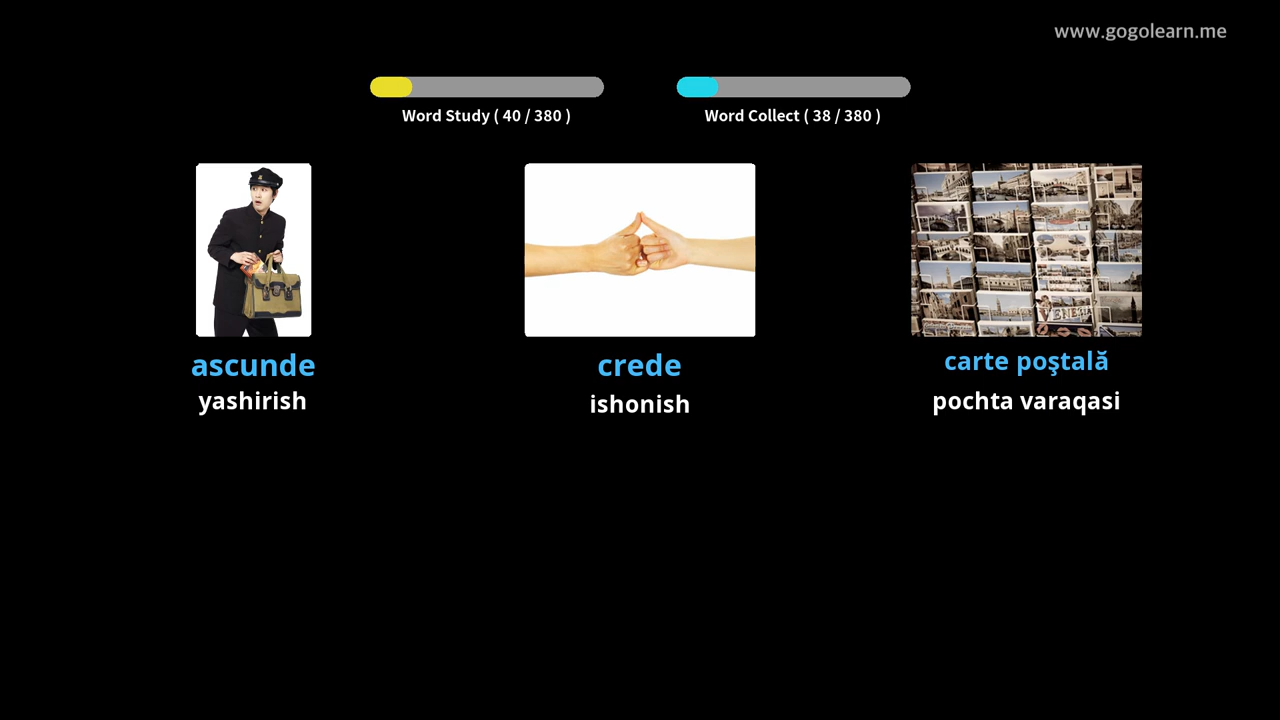 www.gogolearn.me
Word Study ( 40 / 380 )
Word Collect ( 38 / 380 )
VENEZIA
ascunde
crede
carte poştală
yashirish
ishonish
pochta varaqasi